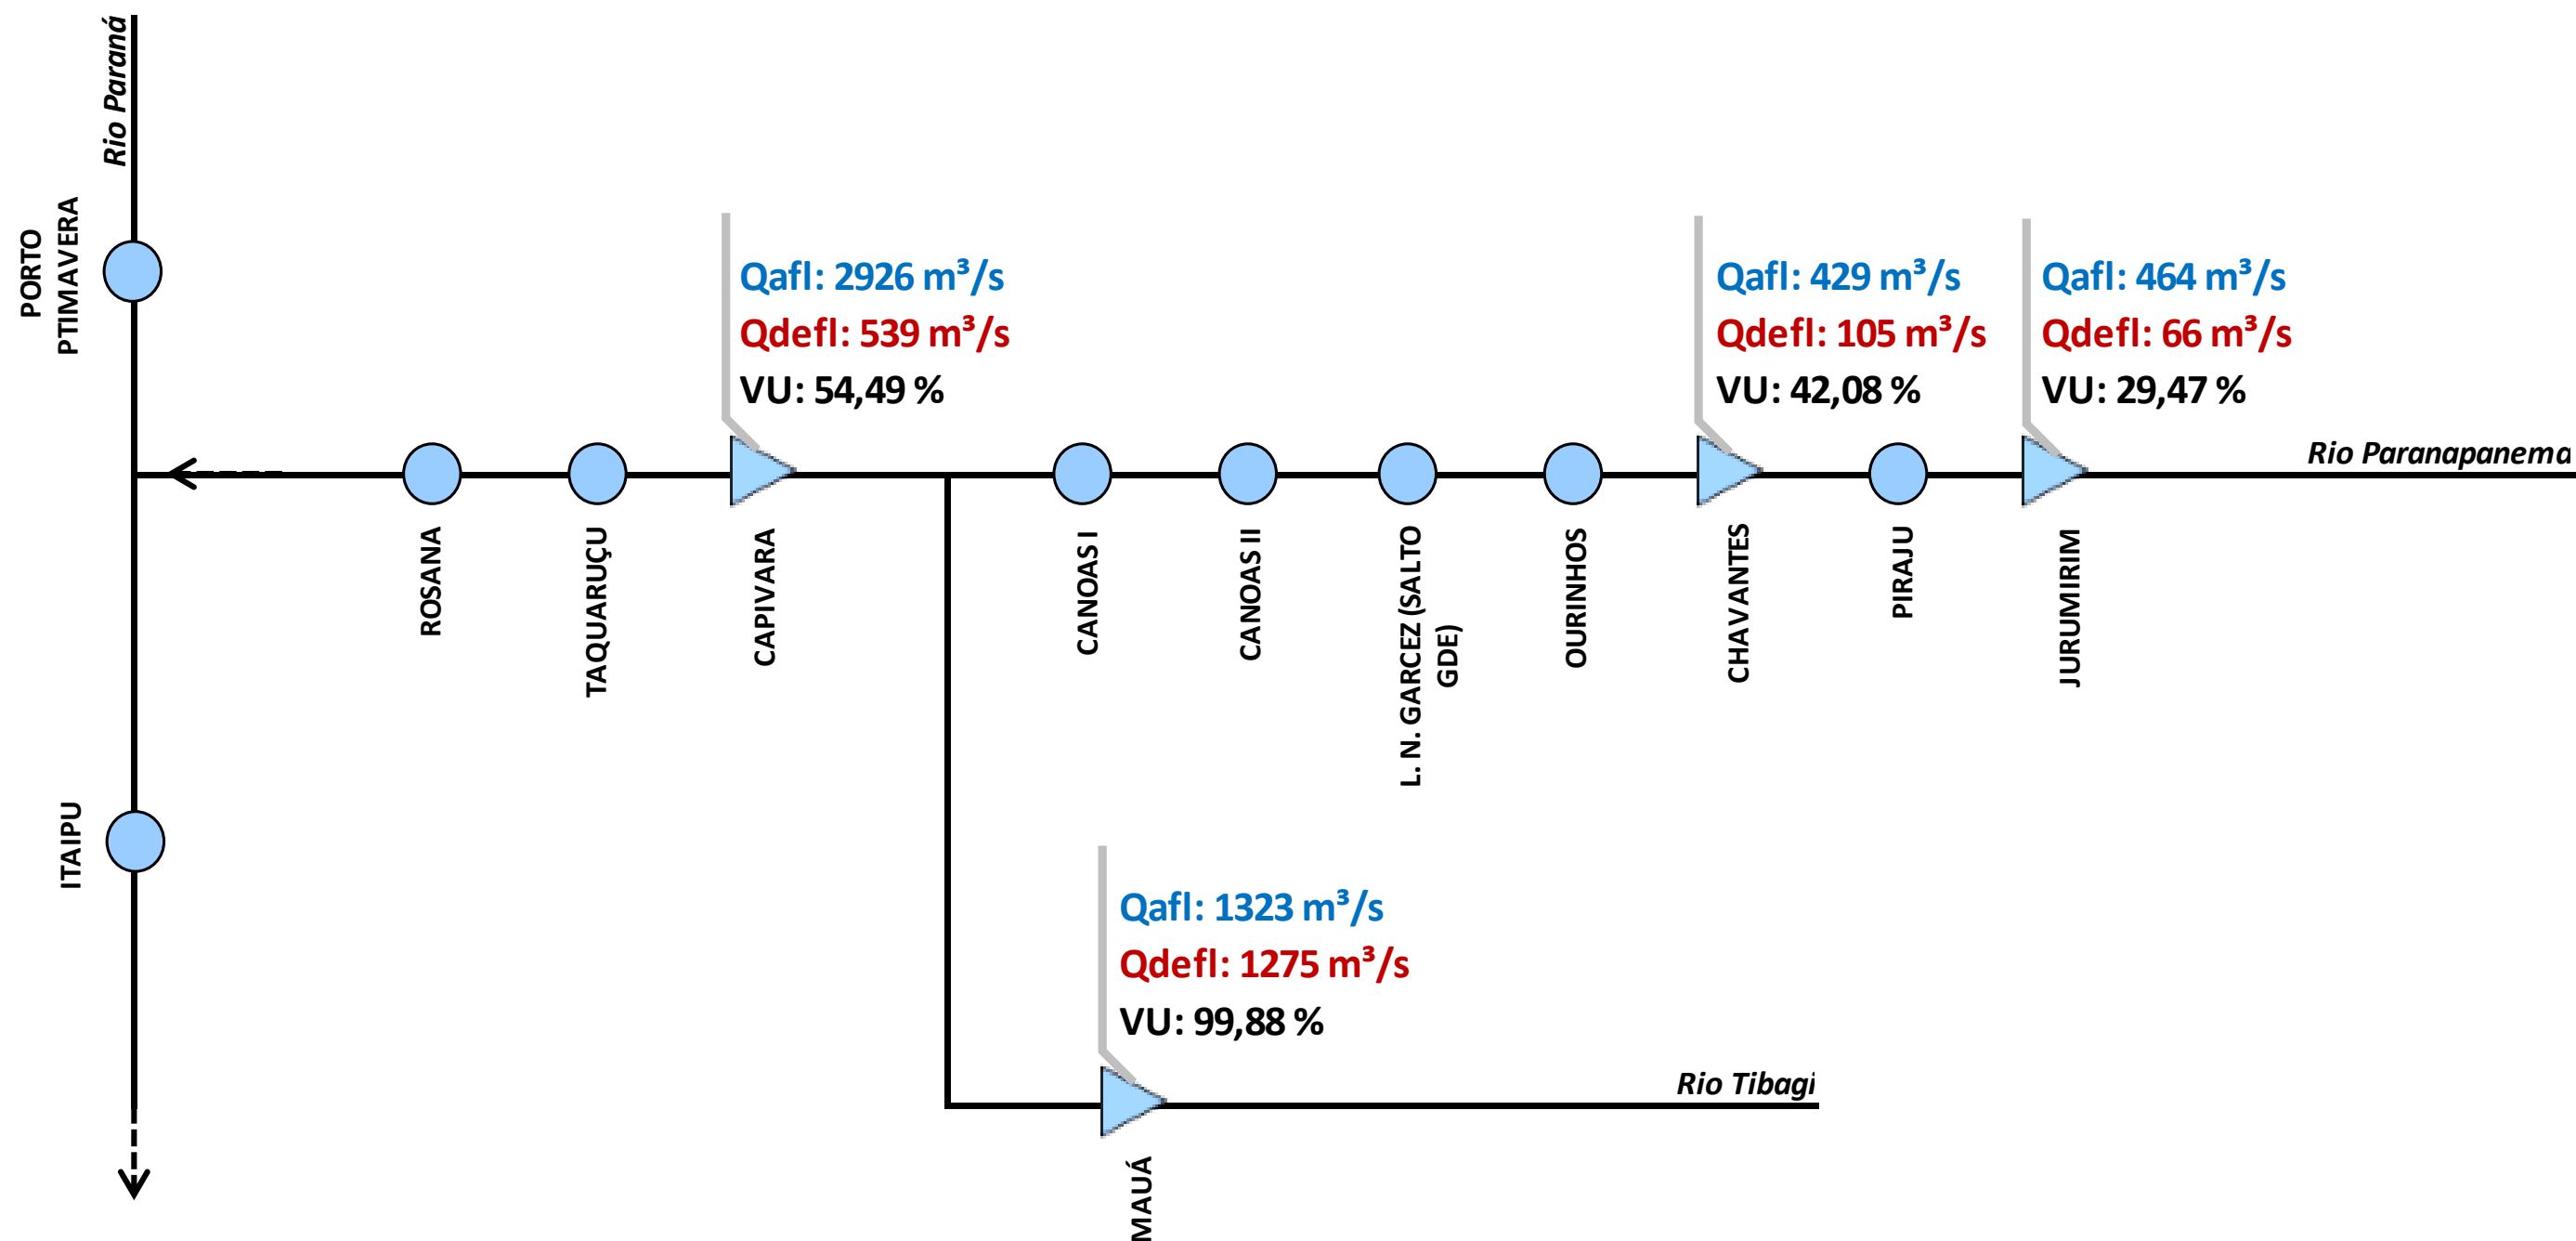 Rio Paraná
PORTO
PTIMAVERA
Qafl: 2926 m³/s
Qdefl: 539 m³/s
VU: 54,49 %
Qafl: 429 m³/s
Qdefl: 105 m³/s
VU: 42,08 %
Qafl: 464 m³/s
Qdefl: 66 m³/s
VU: 29,47 %
Rio Paranapanema
ROSANA
TAQUARUÇU
CAPIVARA
CANOAS I
CANOAS II
L. N. GARCEZ (SALTO
GDE)
OURINHOS
CHAVANTES
PIRAJU
JURUMIRIM
ITAIPU
Qafl: 1323 m³/s
Qdefl: 1275 m³/s
VU: 99,88 %
Rio Tibagi
MAUÁ